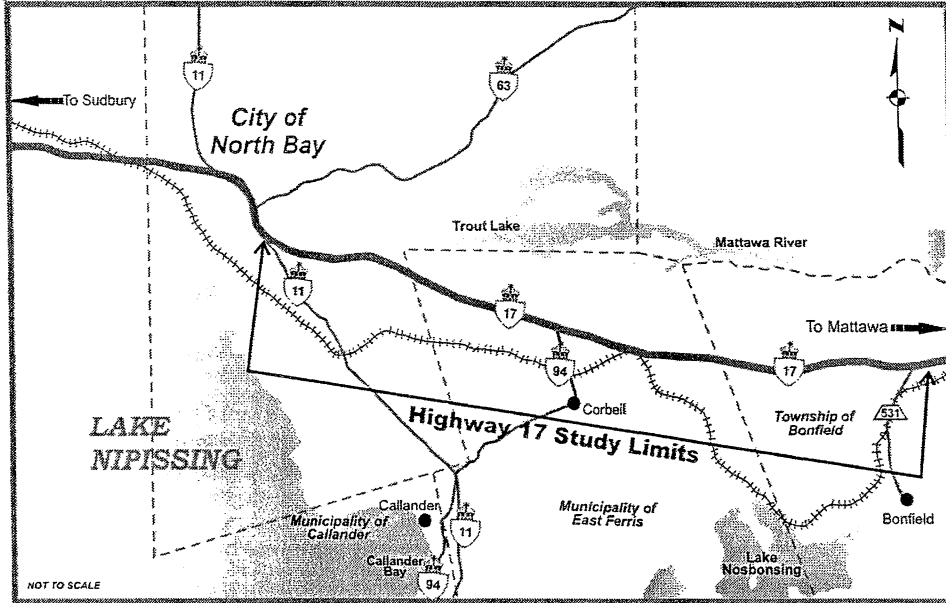 11
63
To Sudbury
City of
North Bay
N
Trout Lake
Mattawa River
11
17
To Mattawa
94
17
Corbeil
531
Highway 17 Study Limits
Township of
Bonfield
LAKE
NIPISSING
Callander
Municipality of
Callander
11
Municipality of
East Ferris
Bonfield
Callander
Bay
94
Lake
Nosbonsing
NOT TO SCALE